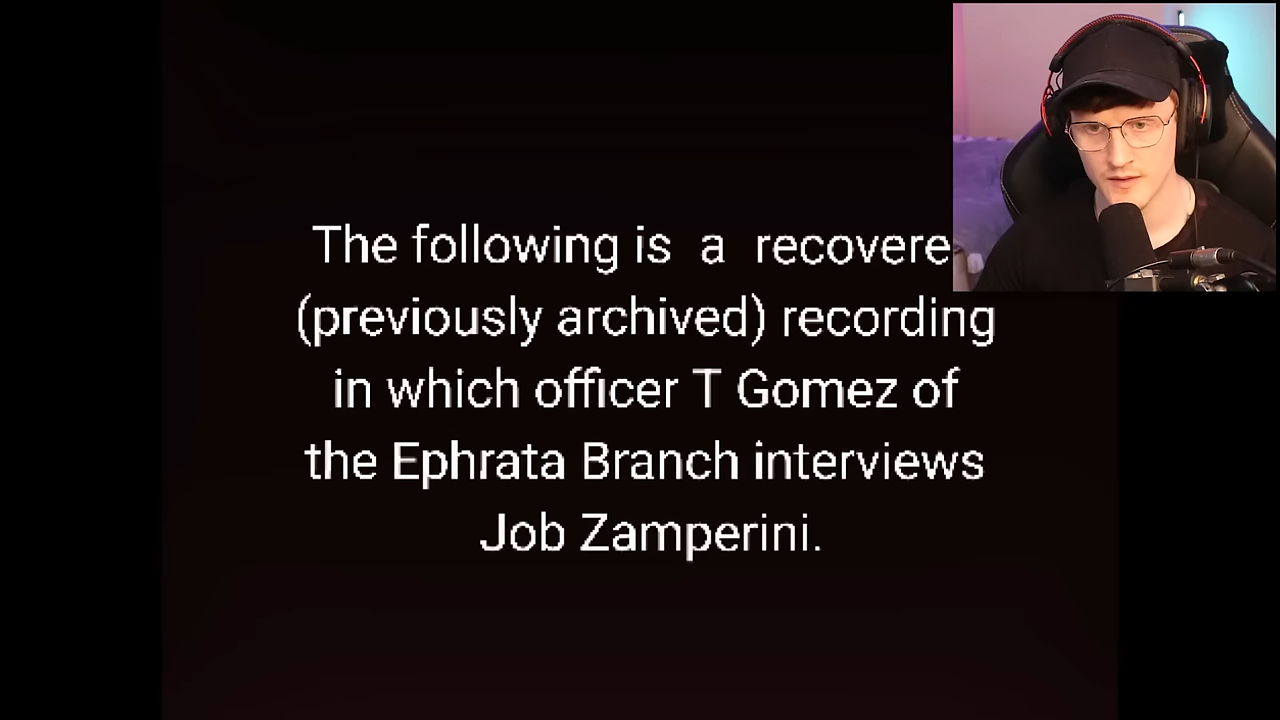 The following is a recovere
(previously archived) recording
in which officer T Gomez of
the Ephrata Branch interviews
Job Zamperini.